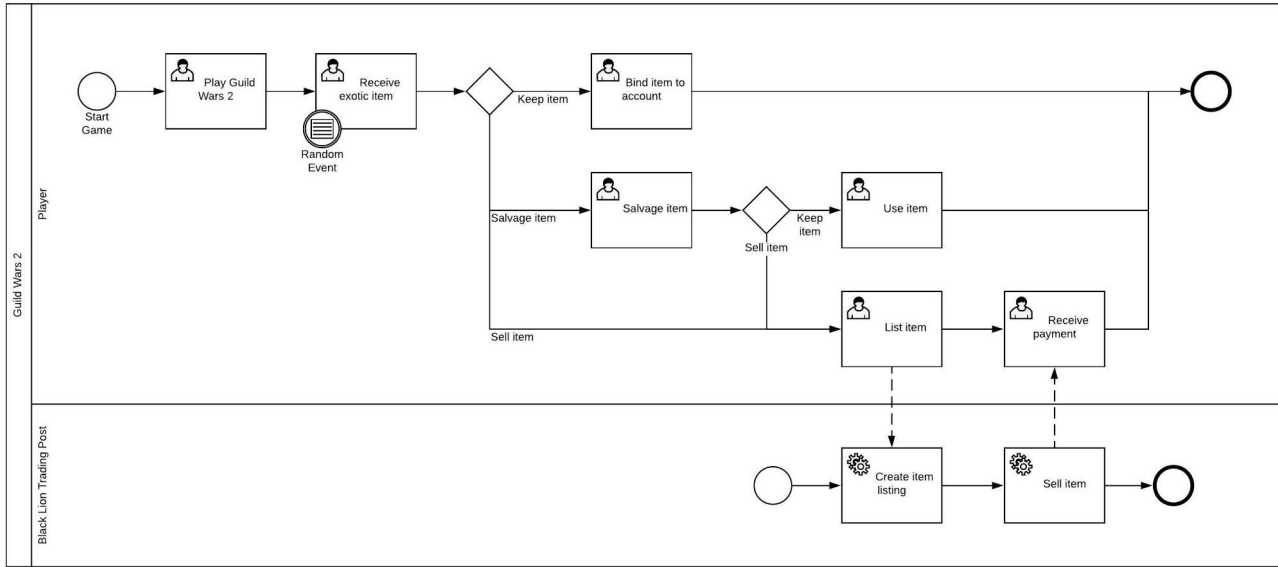 Guild Wars 2
Player
Start
Game
Play Guild
Wars 2
Receive
exotic item
Random
Event
Keep item
Bind item to
account
Salvage item
Salvage item
Keep
item
Sell item
Use item
Sell item
List item
Receive
payment
Black Lion Trading Post
Create item
listing
Sell item